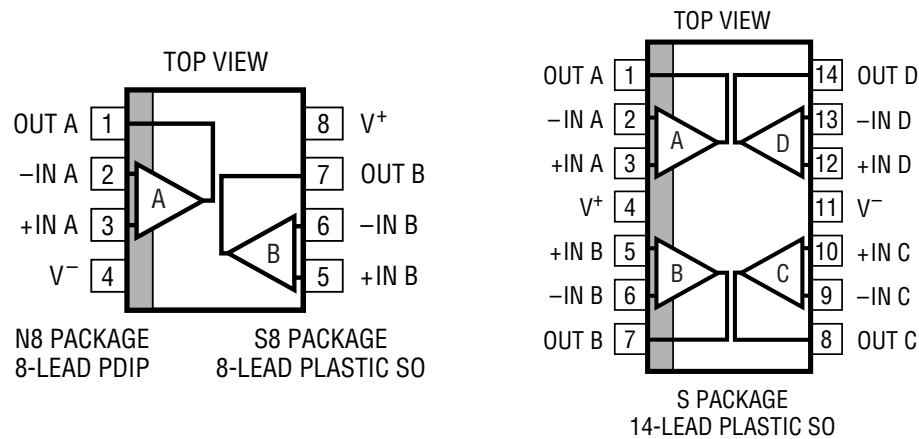 TOP VIEW
OUT A 1
–IN A 2
+IN A 3
V– 4
8 V+
7 OUT B
6 –IN B
5 +IN B
A
B
N8 PACKAGE
8-LEAD PDIP
S8 PACKAGE
8-LEAD PLASTIC SO
TOP VIEW
OUT A 1
–IN A 2
+IN A 3
V+ 4
+IN B 5
–IN B 6
OUT B 7
14 OUT D
13 –IN D
12 +IN D
11 V–
10 +IN C
9 –IN C
8 OUT C
A
D
B
C
S PACKAGE
14-LEAD PLASTIC SO